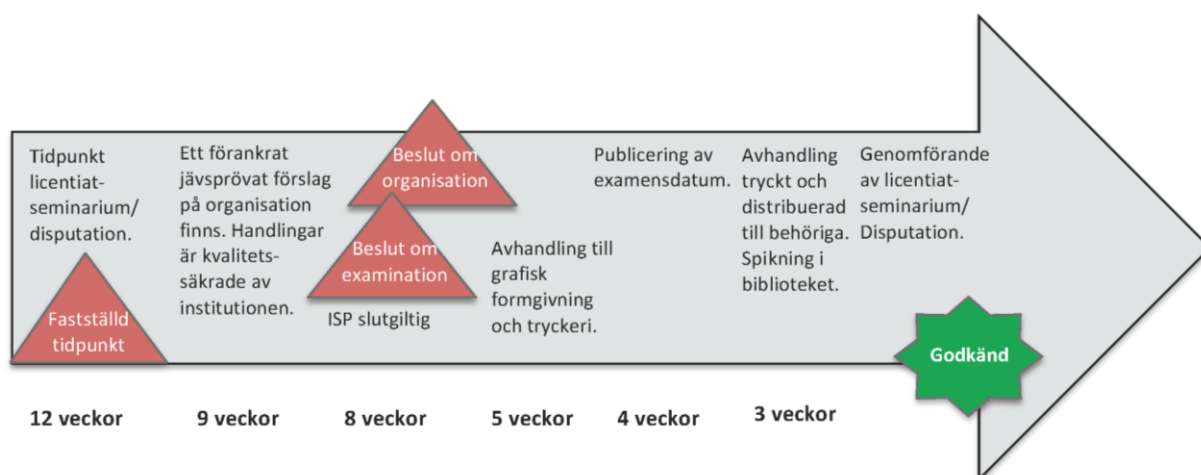 Tidpunkt
licentiat-
seminarium/
disputation.
Fastställd
tidpunkt
Ett förankrat
jävsprövat förslag
på organisation
finns. Handlingar
är kvalitets-
säkrade av
institutionen.
Beslut om
organisation
Beslut om
examination
ISP slutgiltig
Avhandling till
grafisk
formgivning
och tryckeri.
Publicering av
examensdatum.
Avhandling
tryckt och
distribuerad
till behöriga.
Spikning i
biblioteket.
Genomförande
av licentiat-
seminarium/
Disputation.
Godkänd
12 veckor
9 veckor
8 veckor
5 veckor
4 veckor
3 veckor